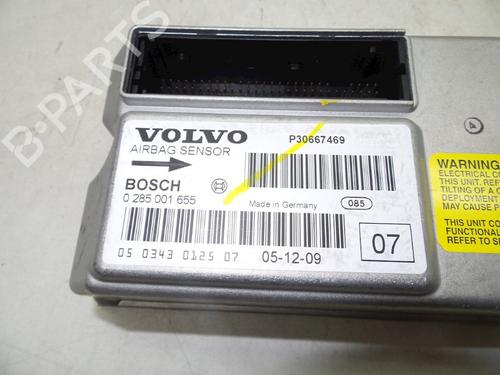 B-PARTS
VOLVO
P30667469
AIRBAG SENSOR
BOSCH
0 285 001 655
Made in Germany
085
07
05 0343 0125 07
05-12-09
WARNING
ELECTRICAL
THIS UNIT. REF
TILTING OF A
DEPLOYMENT
MAY CAUSE
THIS UNIT
FUNCTIONAL
REFER TO